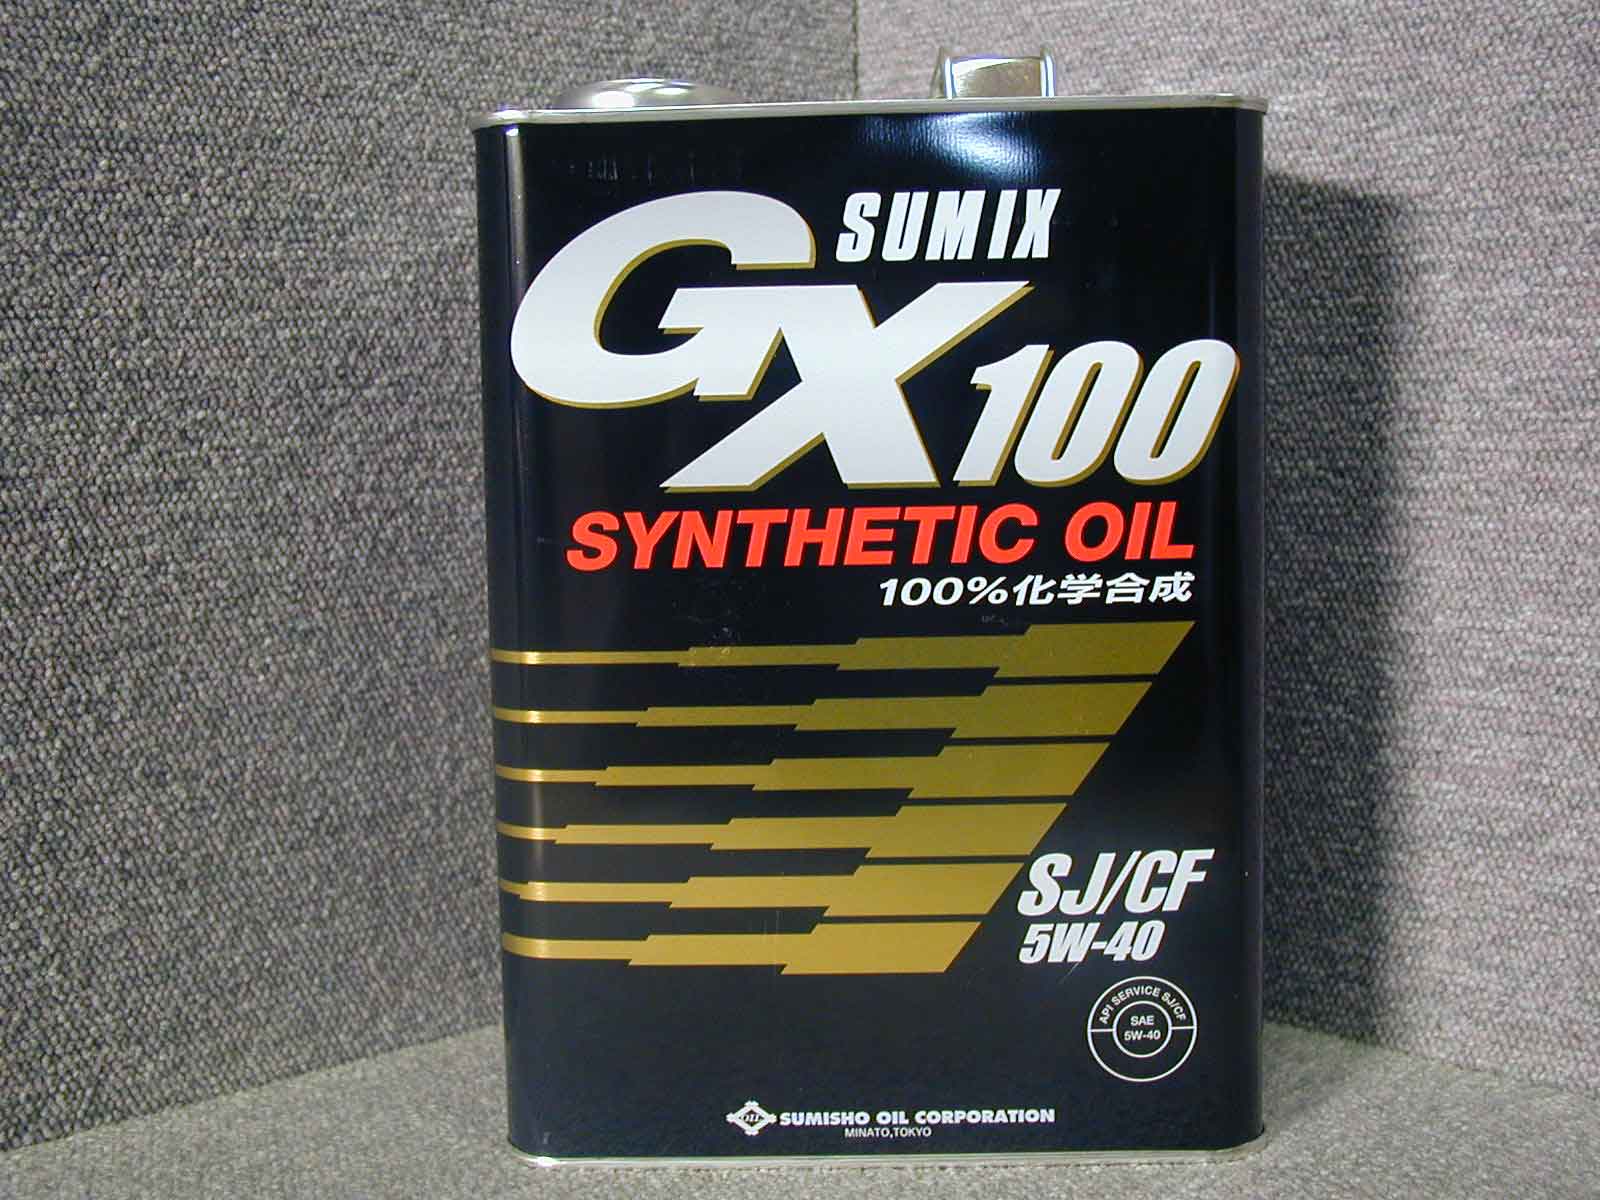 SUMIX
GX100
SYNTHETIC OIL
100%化学合成
SJ/CF
5W-40
API SERVICE SJ/CF
SAE
5W-40
OIL
SUMISHO OIL CORPORATION
MINATO,TOKYO